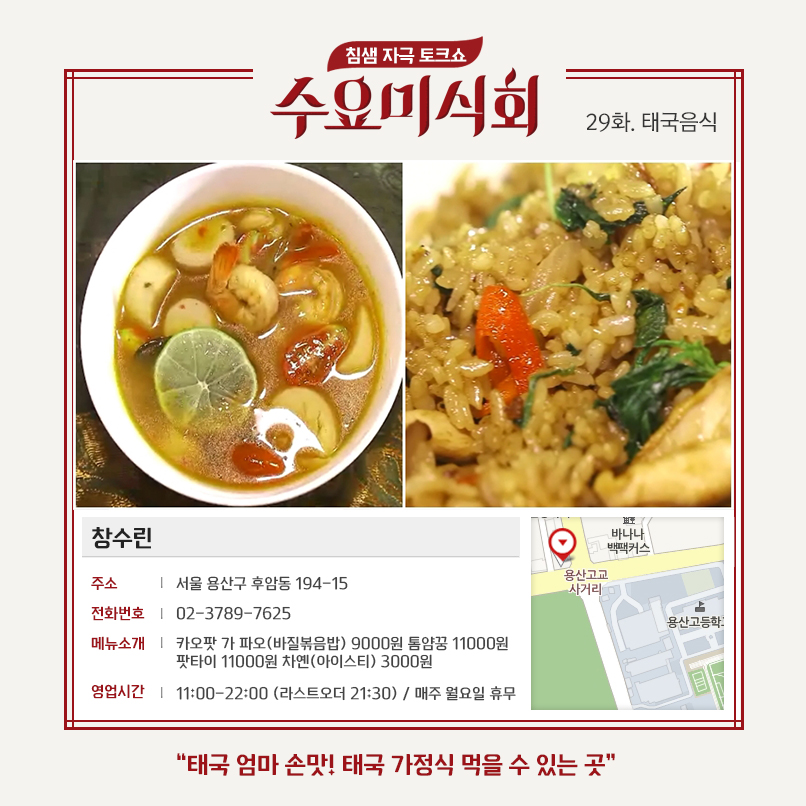 침샘 자극 토크쇼
수요미식회
29화. 태국음식
창수린
주소 | 서울 용산구 후암동 194-15
전화번호 | 02-3789-7625
메뉴소개 | 카오팟 가 파오(바질볶음밥) 9000원 톰얌꿍 11000원
팟타이 11000원 차옌(아이스티) 3000원
영업시간 | 11:00-22:00 (라스트오더 21:30) / 매주 월요일 휴무
바나나
백팩커스
용산고교
사거리
용산고등학교
“태국 엄마 손맛! 태국 가정식 먹을 수 있는 곳”